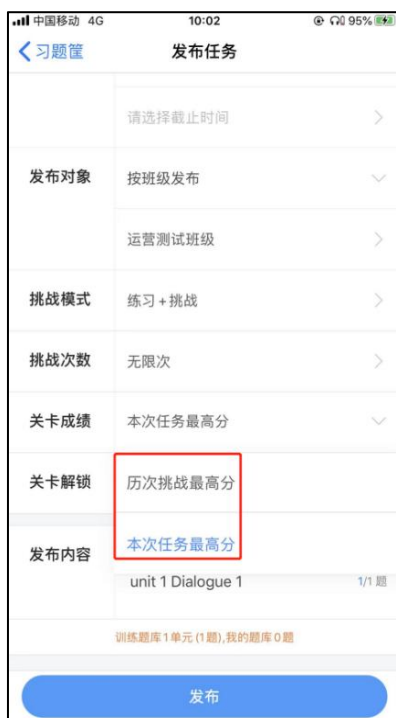 中国移动 4G 10:02 95%
习题筐 发布任务
请选择截止时间
发布对象 按班级发布
运营测试班级
挑战模式 练习+挑战
挑战次数 无限次
关卡成绩 本次任务最高分
关卡解锁 历次挑战最高分
本次任务最高分
发布内容
unit 1 Dialogue 1 1/1 题
训练题库1单元(1题),我的题库0题
发布